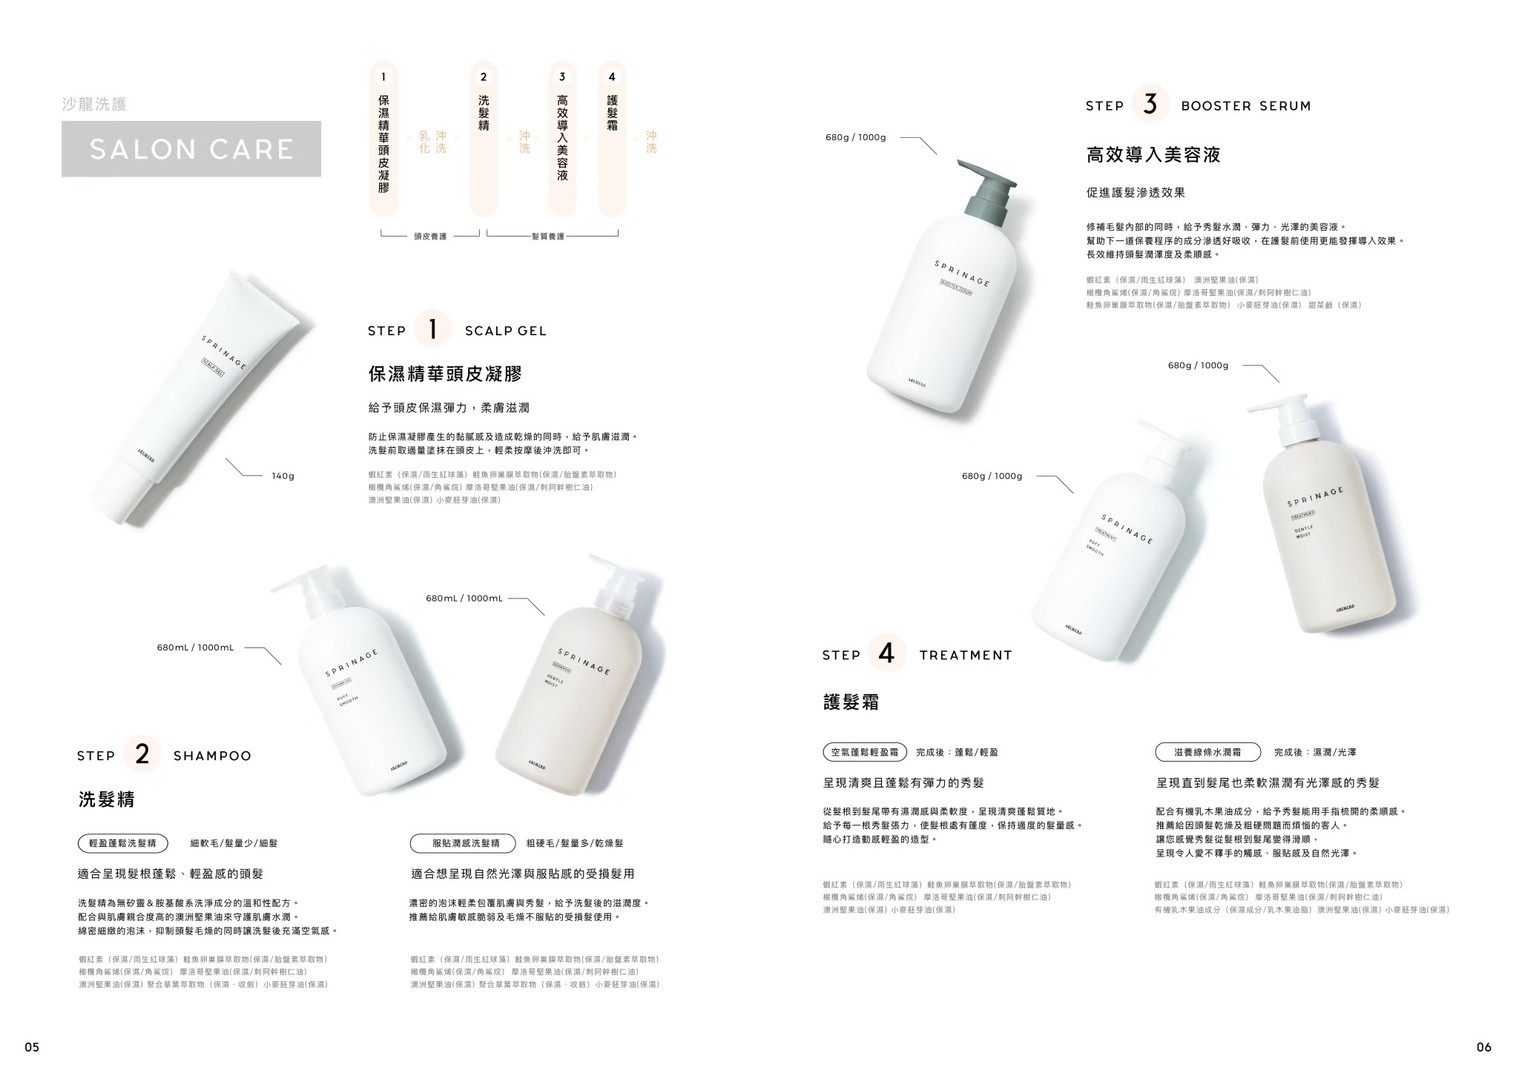 沙龍洗護
SALON CARE
1
保濕精華頭皮凝膠
乳化
沖洗
2
洗髮精
沖洗
3
高效導入美容液
4
護髮霜
沖洗
頭皮養護
髮質養護
STEP 1 SCALP GEL
保濕精華頭皮凝膠
給予頭皮保濕彈力，柔膚滋潤
防止保濕凝膠產生的黏膩感及造成乾燥的同時，給予肌膚滋潤。
洗髮前取適量塗抹在頭皮上，輕柔按摩後沖洗即可。
蝦紅素（保濕/雨生紅球藻）鮭魚卵巢膜萃取物(保濕/胎盤素萃取物)
橄欖角鯊烯(保濕/角鯊烷) 摩洛哥堅果油(保濕/刺阿幹樹仁油)
澳洲堅果油(保濕) 小麥胚芽油(保濕)
SPRINAGE
SCALP GEL
ARIMINO
140g
680mL / 1000mL
SPRINAGE
SHAMPOO
PUFF
SMOOTH
ARIMINO
680mL / 1000mL
SPRINAGE
SHAMPOO
GENTLE
MOIST
ARIMINO
STEP 2 SHAMPOO
洗髮精
輕盈蓬鬆洗髮精 細軟毛/髮量少/細髮
適合呈現髮根蓬鬆、輕盈感的頭髮
洗髮精為無矽靈＆胺基酸系洗淨成分的溫和性配方。
配合與肌膚親合度高的澳洲堅果油來守護肌膚水潤。
綿密細緻的泡沫，抑制頭髮毛燥的同時讓洗髮後充滿空氣感。
蝦紅素（保濕/雨生紅球藻）鮭魚卵巢膜萃取物(保濕/胎盤素萃取物)
橄欖角鯊烯(保濕/角鯊烷) 摩洛哥堅果油(保濕/刺阿幹樹仁油)
澳洲堅果油(保濕) 聚合草葉萃取物（保濕．收斂）小麥胚芽油(保濕)
服貼潤感洗髮精 粗硬毛/髮量多/乾燥髮
適合想呈現自然光澤與服貼感的受損髮用
濃密的泡沫輕柔包覆肌膚與秀髮，給予洗髮後的滋潤度。
推薦給肌膚敏感脆弱及毛燥不服貼的受損髮使用。
蝦紅素（保濕/雨生紅球藻）鮭魚卵巢膜萃取物(保濕/胎盤素萃取物)
橄欖角鯊烯(保濕/角鯊烷) 摩洛哥堅果油(保濕/刺阿幹樹仁油)
澳洲堅果油(保濕) 聚合草葉萃取物（保濕．收斂）小麥胚芽油(保濕)
05
680g / 1000g
SPRINAGE
BOOSTER SERUM
ARIMINO
STEP 3 BOOSTER SERUM
高效導入美容液
促進護髮滲透效果
修補毛髮內部的同時，給予秀髮水潤．彈力．光澤的美容液。
幫助下一道保養程序的成分滲透好吸收，在護髮前使用更能發揮導入效果。
長效維持頭髮潤澤度及柔順感。
蝦紅素（保濕/雨生紅球藻） 澳洲堅果油(保濕)
橄欖角鯊烯(保濕/角鯊烷) 摩洛哥堅果油(保濕/刺阿幹樹仁油)
鮭魚卵巢膜萃取物(保濕/胎盤素萃取物) 小麥胚芽油(保濕) 甜菜鹼（保濕）
680g / 1000g
SPRINAGE
TREATMENT
PUFF
SMOOTH
ARIMINO
680g / 1000g
SPRINAGE
TREATMENT
GENTLE
MOIST
ARIMINO
STEP 4 TREATMENT
護髮霜
空氣蓬鬆輕盈霜 完成後：蓬鬆/輕盈
呈現清爽且蓬鬆有彈力的秀髮
從髮根到髮尾帶有濕潤感與柔軟度，呈現清爽蓬鬆質地。
給予每一根秀髮張力，使髮根處有蓬度，保持適度的髮量感。
隨心打造動感輕盈的造型。
蝦紅素（保濕/雨生紅球藻）鮭魚卵巢膜萃取物(保濕/胎盤素萃取物)
橄欖角鯊烯(保濕/角鯊烷） 摩洛哥堅果油(保濕/刺阿幹樹仁油)
澳洲堅果油(保濕) 小麥胚芽油(保濕)
滋養線條水潤霜 完成後：濕潤/光澤
呈現直到髮尾也柔軟濕潤有光澤感的秀髮
配合有機乳木果油成分，給予秀髮能用手指梳開的柔順感。
推薦給因頭髮乾燥及粗硬問題而煩惱的客人。
讓您感覺秀髮從髮根到髮尾變得滑順，
呈現令人愛不釋手的觸感、服貼感及自然光澤。
蝦紅素（保濕/雨生紅球藻）鮭魚卵巢膜萃取物(保濕/胎盤素萃取物)
橄欖角鯊烯(保濕/角鯊烷） 摩洛哥堅果油(保濕/刺阿幹樹仁油)
有機乳木果油成分（保濕成分/乳木果油脂）澳洲堅果油(保濕) 小麥胚芽油(保濕)
06